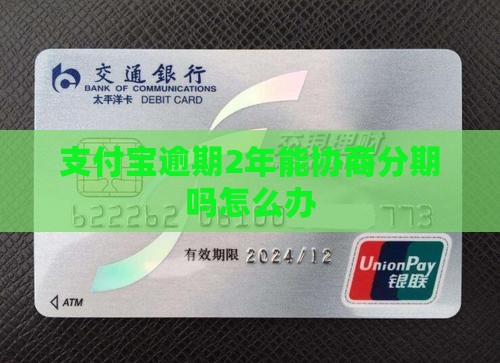 交通銀行
BANK OF COMMUNICATIONS
太平洋卡 DEBIT CARD
支付宝逾期2年能协商分期
吗怎么办
有效期限 2024/12
ATM
UnionPay
银联